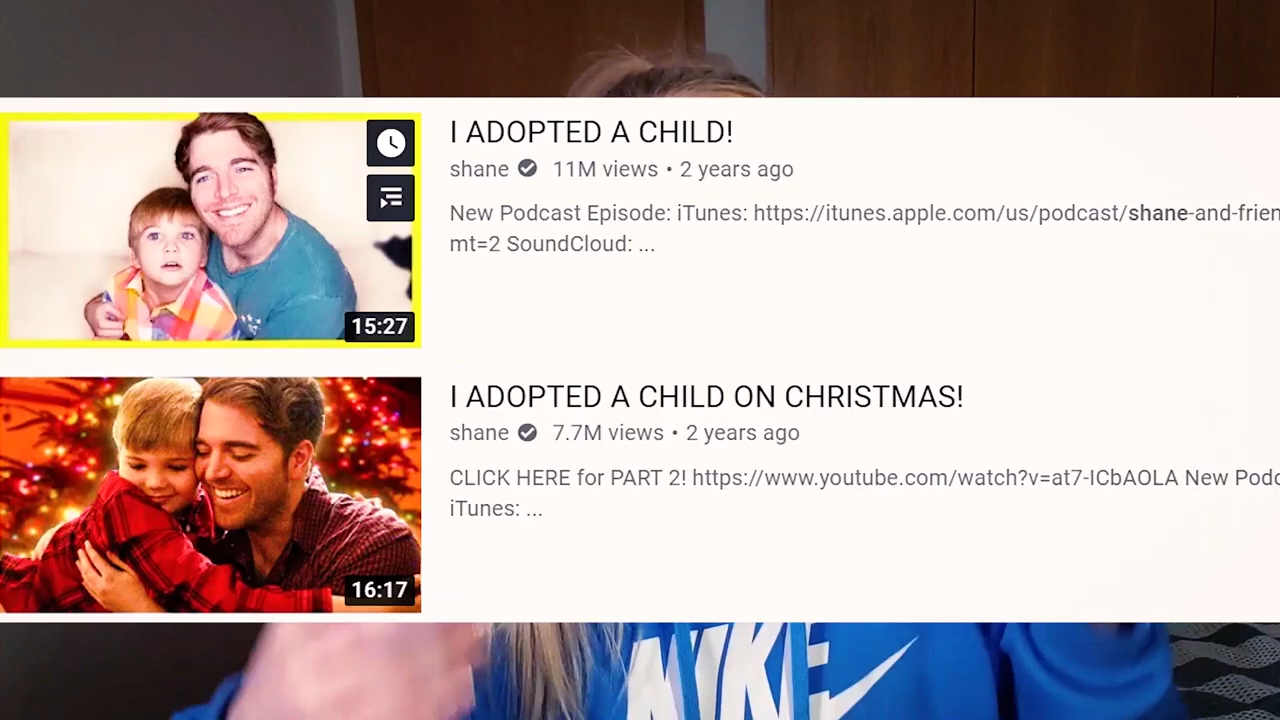 I ADOPTED A CHILD!
shane 11M views • 2 years ago
New Podcast Episode: iTunes: https://itunes.apple.com/us/podcast/shane-and-frien
mt=2 SoundCloud: ...
15:27
I ADOPTED A CHILD ON CHRISTMAS!
shane 7.7M views • 2 years ago
CLICK HERE for PART 2! https://www.youtube.com/watch?v=at7-ICbAOLA New Podc
iTunes: ...
16:17
NIKE